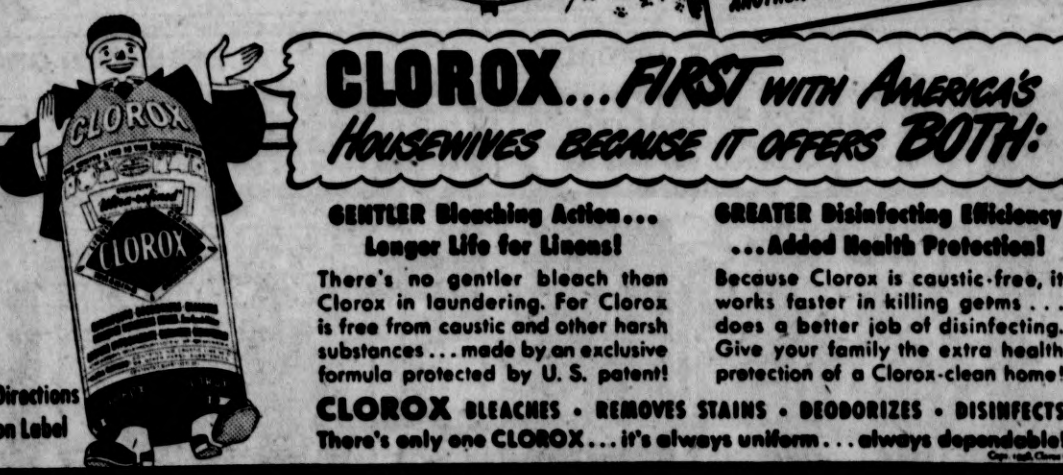 ANOTHER
CLOROX...FIRST WITH AMERICA'S
HOUSEWIVES BECAUSE IT OFFERS BOTH:
CLOROX
CLOROX
Directions
on Label
GENTLER Bleaching Action...
Longer Life for Linens!
There's no gentler bleach than
Clorox in laundering. For Clorox
is free from caustic and other harsh
substances...made by an exclusive
formula protected by U. S. patent!
GREATER Disinfecting Efficiency
...Added Health Protection!
Because Clorox is caustic-free, it
works faster in killing germs ...
does a better job of disinfecting.
Give your family the extra health
protection of a Clorox-clean home!
CLOROX BLEACHES • REMOVES STAINS • DEODORIZES • DISINFECTS
There's only one CLOROX...it's always uniform...always dependable!